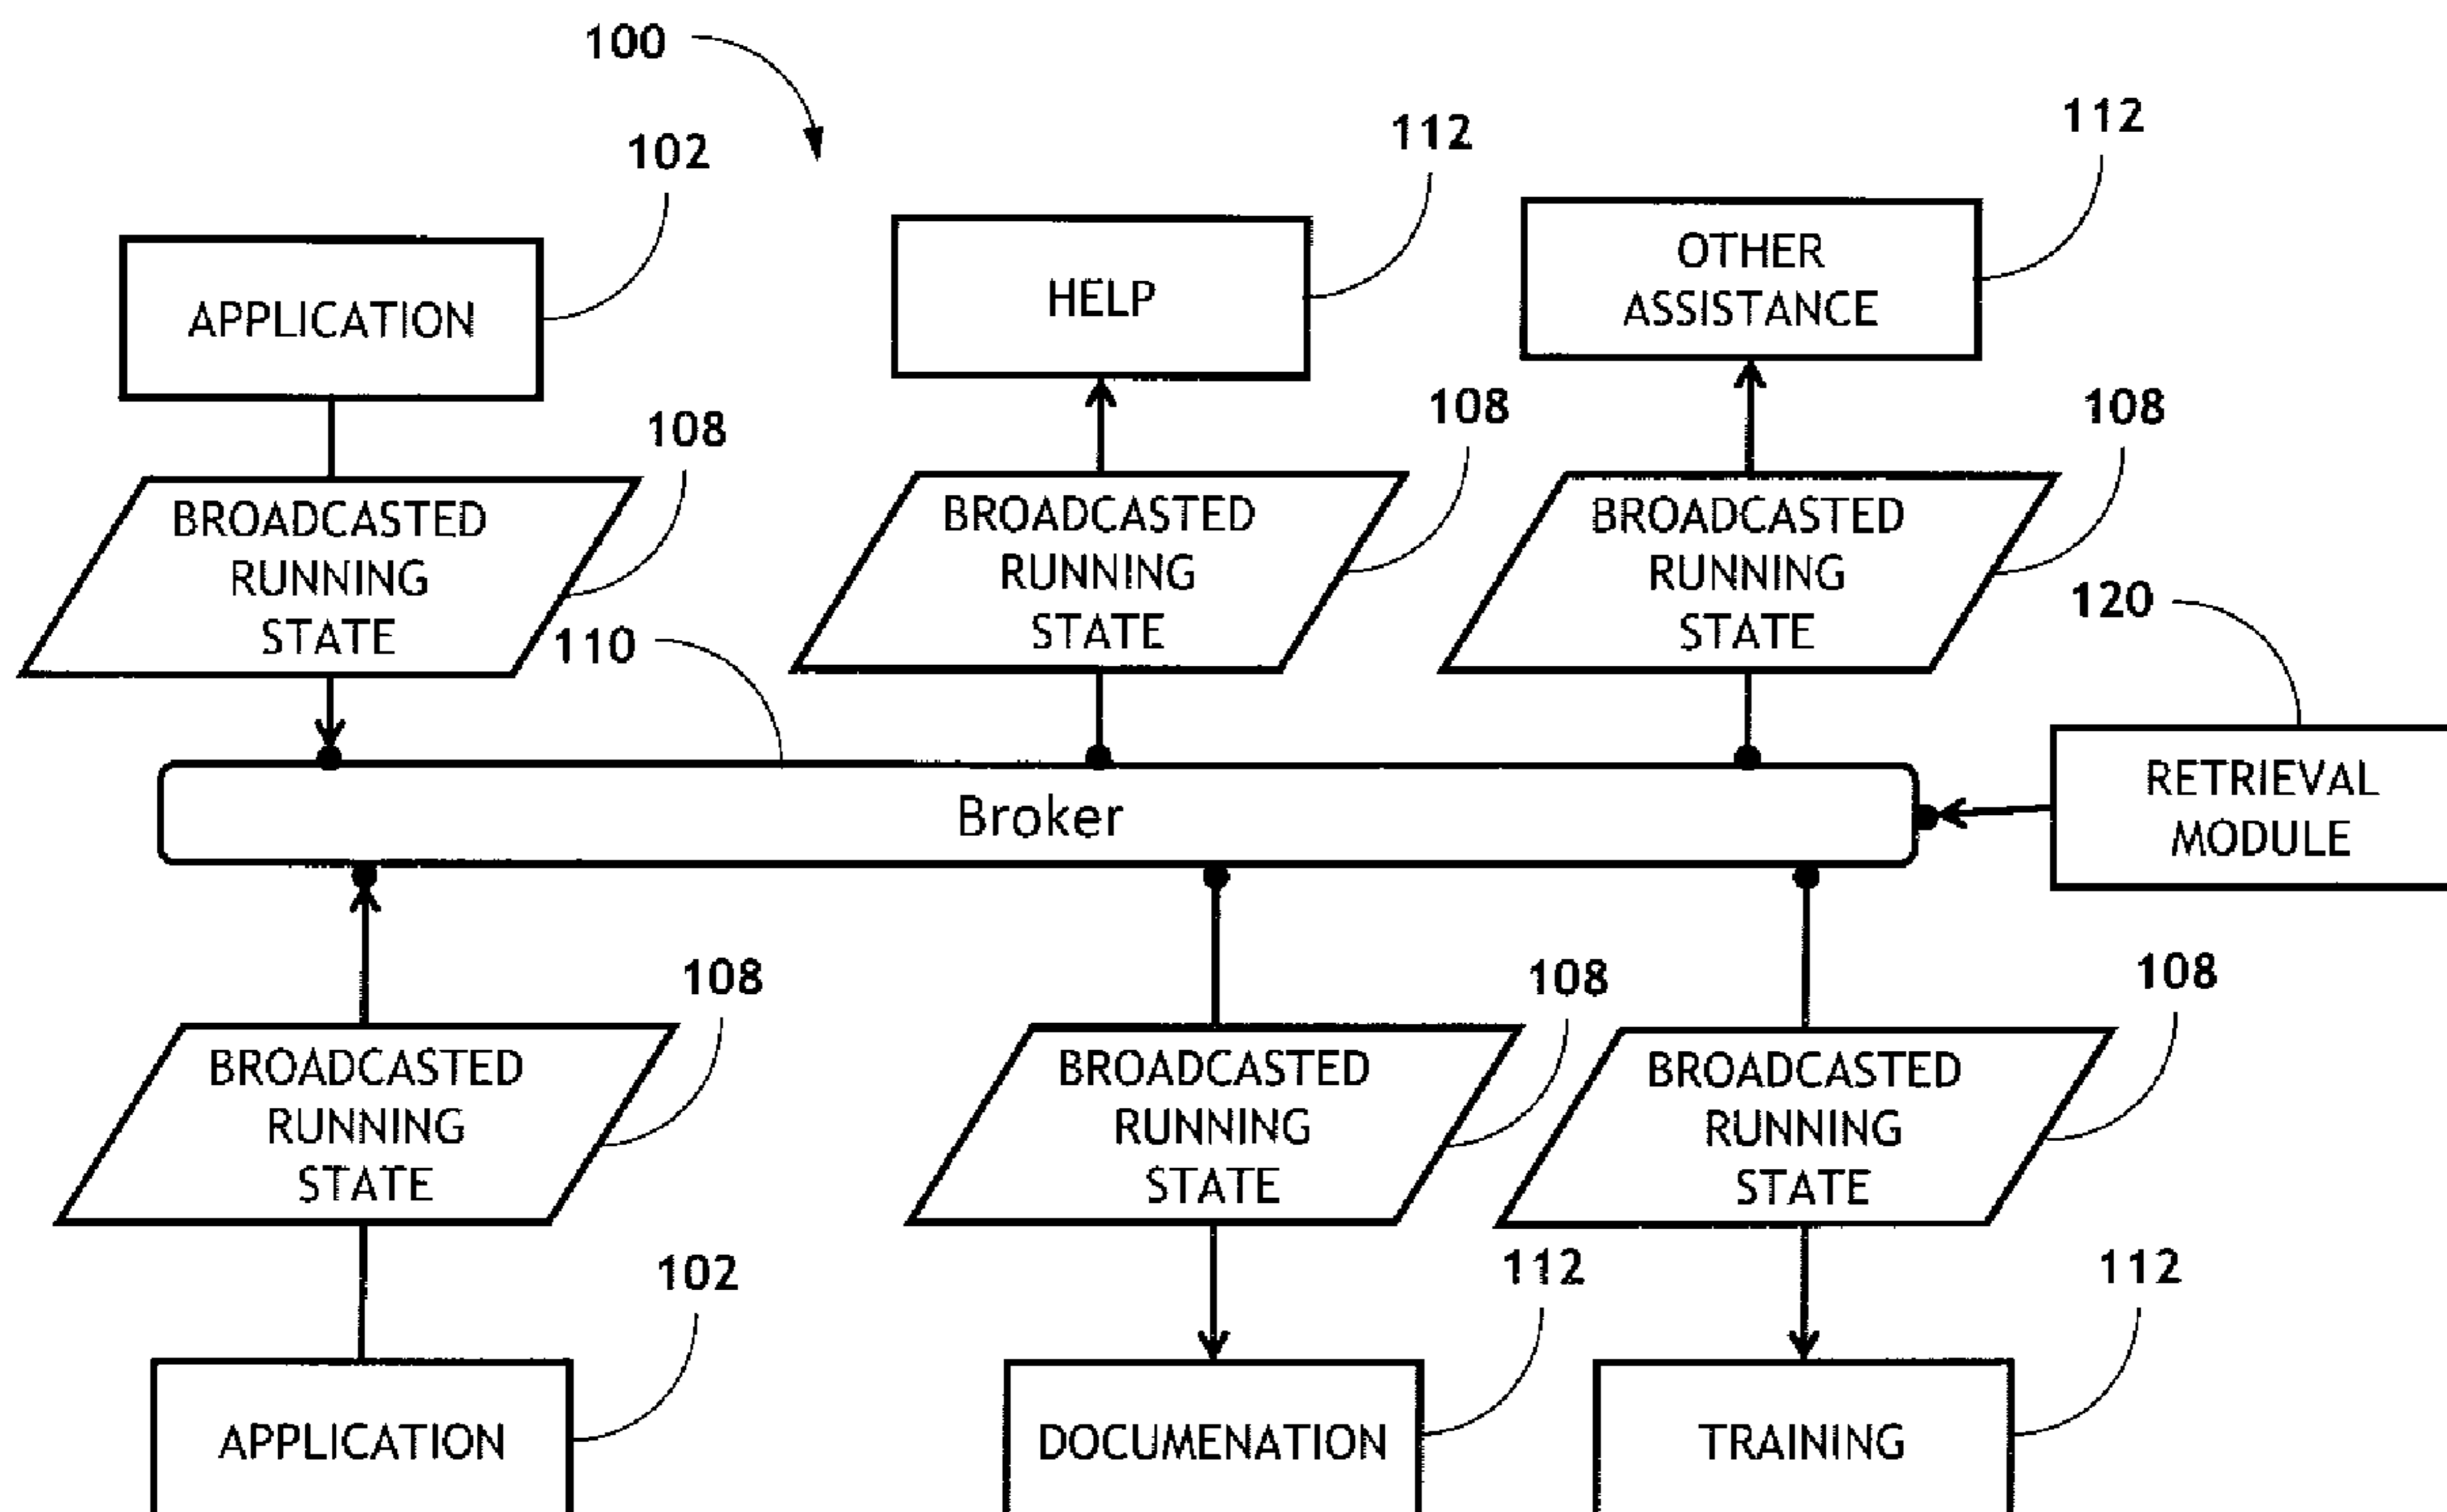 100
102
112
112
APPLICATION
HELP
OTHER
ASSISTANCE
108
108
108
BROADCASTED
RUNNING
STATE
BROADCASTED
RUNNING
STATE
BROADCASTED
RUNNING
STATE
110
120
Broker
RETRIEVAL
MODULE
108
108
108
BROADCASTED
RUNNING
STATE
BROADCASTED
RUNNING
STATE
BROADCASTED
RUNNING
STATE
102
112
112
APPLICATION
DOCUMENATION
TRAINING